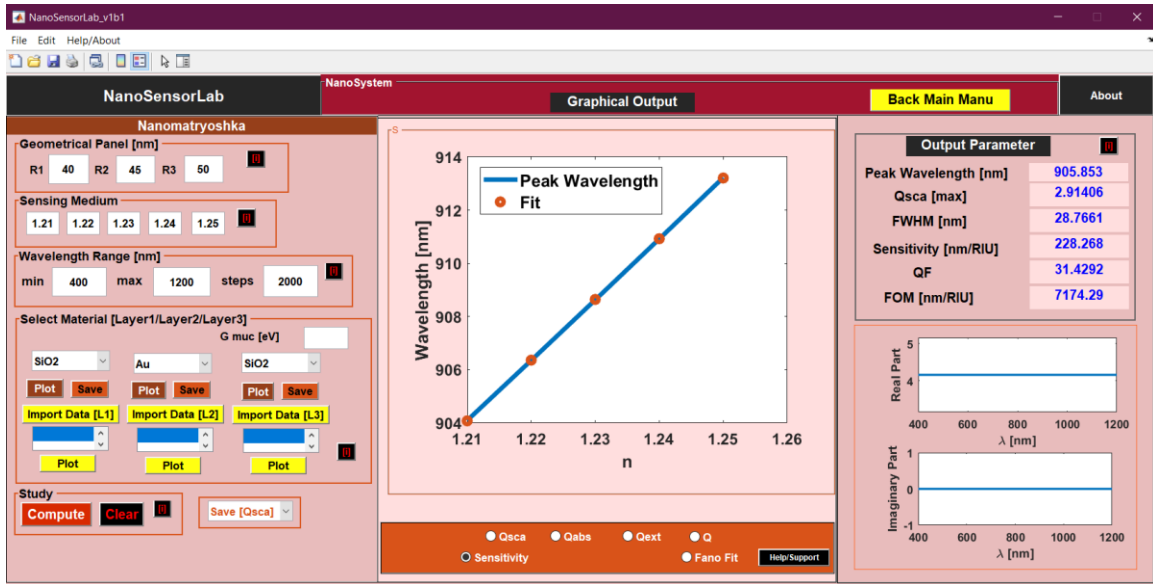 NanoSensorLab_v1b1
File Edit Help/About
NanoSensorLab
NanoSystem
Graphical Output
Back Main Manu
About
Nanomatryoshka
Geometrical Panel [nm]
R1 40 R2 45 R3 50
[i]
Sensing Medium
1.21 1.22 1.23 1.24 1.25
[i]
Wavelength Range [nm]
min 400 max 1200 steps 2000
[i]
Select Material [Layer1/Layer2/Layer3]
G muc [eV]
SiO2 Au SiO2
Plot Save Plot Save Plot Save
Import Data [L1] Import Data [L2] Import Data [L3]
Plot Plot Plot
[i]
Study
Compute Clear [i]
Save [Qsca]
S
914
912
910
908
906
904
Wavelength [nm]
Peak Wavelength
Fit
1.21 1.22 1.23 1.24 1.25 1.26
n
Qsca Qabs Qext Q
Sensitivity Fano Fit Help/Support
Output Parameter [i]
Peak Wavelength [nm] 905.853
Qsca [max] 2.91406
FWHM [nm] 28.7661
Sensitivity [nm/RIU] 228.268
QF 31.4292
FOM [nm/RIU] 7174.29
Real Part
5
4
400 600 800 1000 1200
λ [nm]
Imaginary Part
1
0
-1
400 600 800 1000 1200
λ [nm]